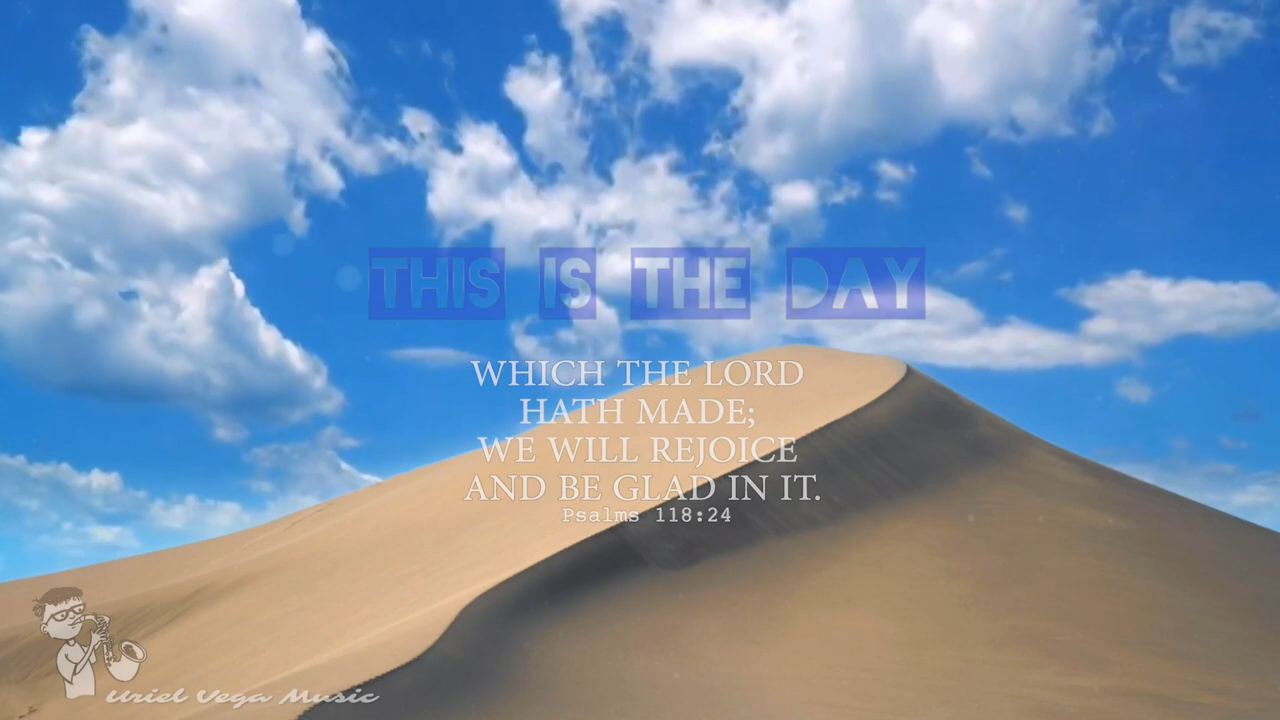 THIS IS THE DAY
WHICH THE LORD
HATH MADE;
WE WILL REJOICE
AND BE GLAD IN IT.
Psalms 118:24
Uriel Vega Music